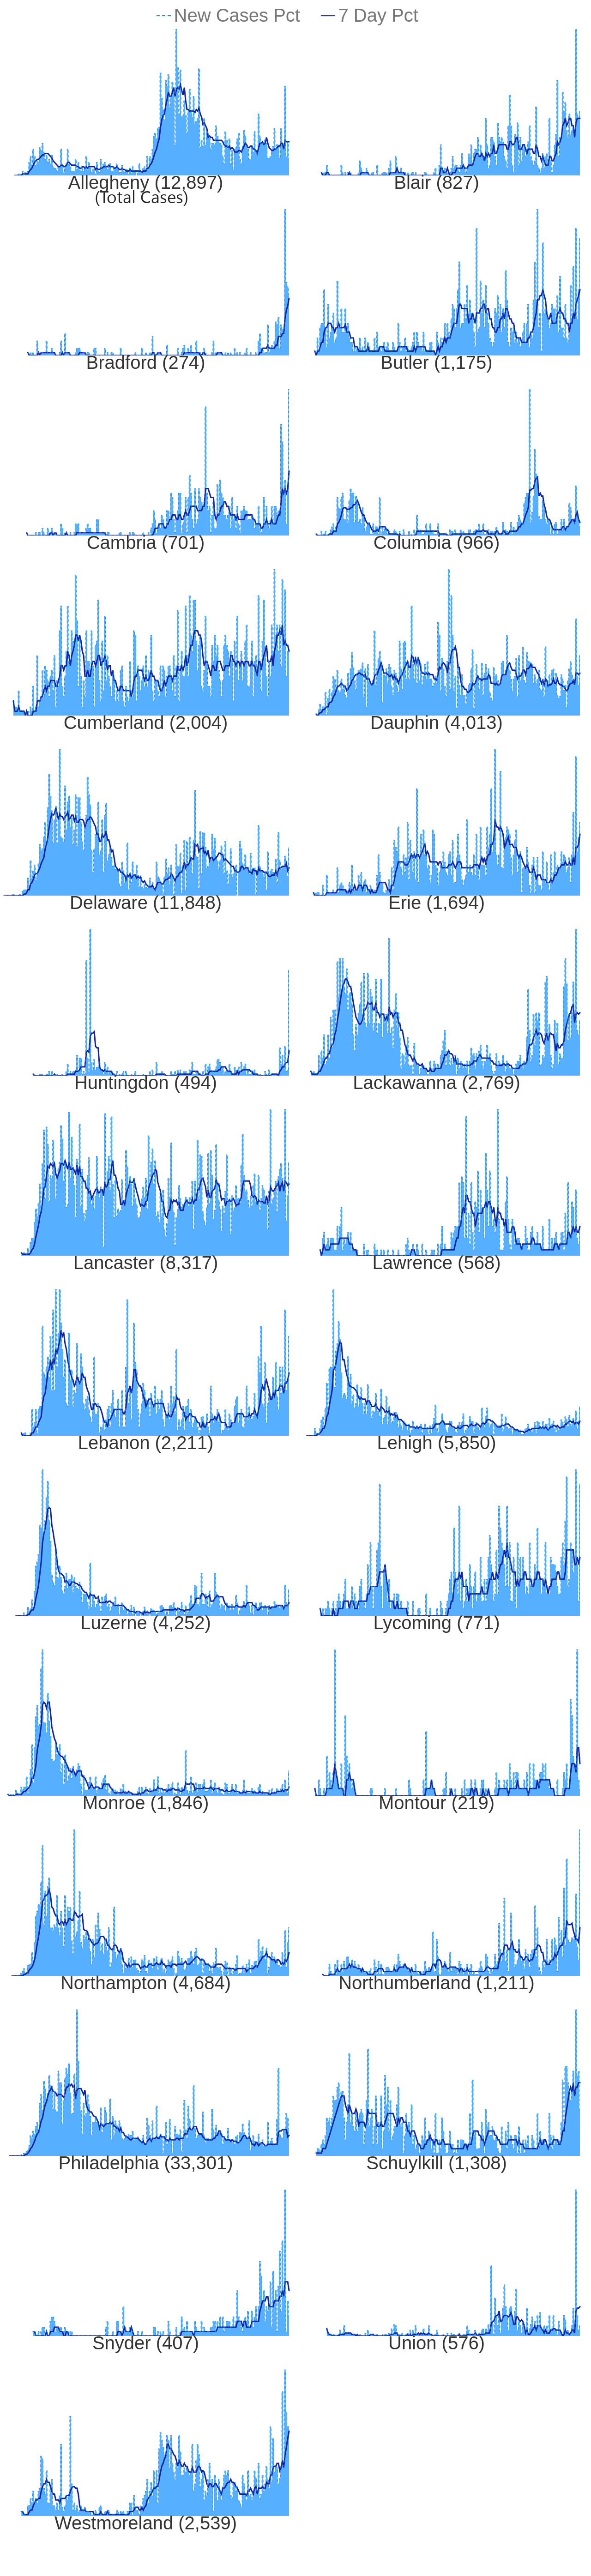 New Cases Pct 7 Day Pct
Allegheny (12,897) Blair (827)
(Total Cases)
Bradford (274) Butler (1,175)
Cambria (701) Columbia (966)
Cumberland (2,004) Dauphin (4,013)
Delaware (11,848) Erie (1,694)
Huntingdon (494) Lackawanna (2,769)
Lancaster (8,317) Lawrence (568)
Lebanon (2,211) Lehigh (5,850)
Luzerne (4,252) Lycoming (771)
Monroe (1,846) Montour (219)
Northampton (4,684) Northumberland (1,211)
Philadelphia (33,301) Schuylkill (1,308)
Snyder (407) Union (576)
Westmoreland (2,539)